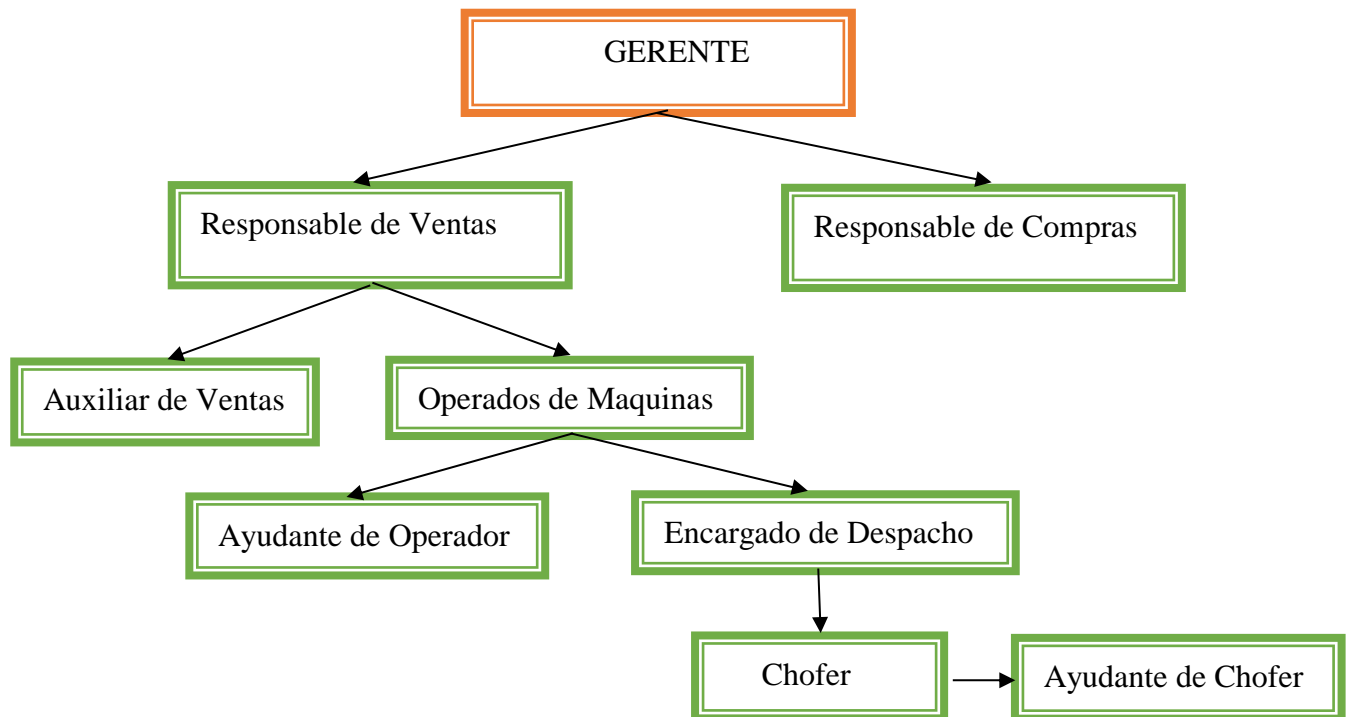 GERENTE
Responsable de Ventas
Responsable de Compras
Auxiliar de Ventas
Operados de Maquinas
Ayudante de Operador
Encargado de Despacho
Chofer
Ayudante de Chofer